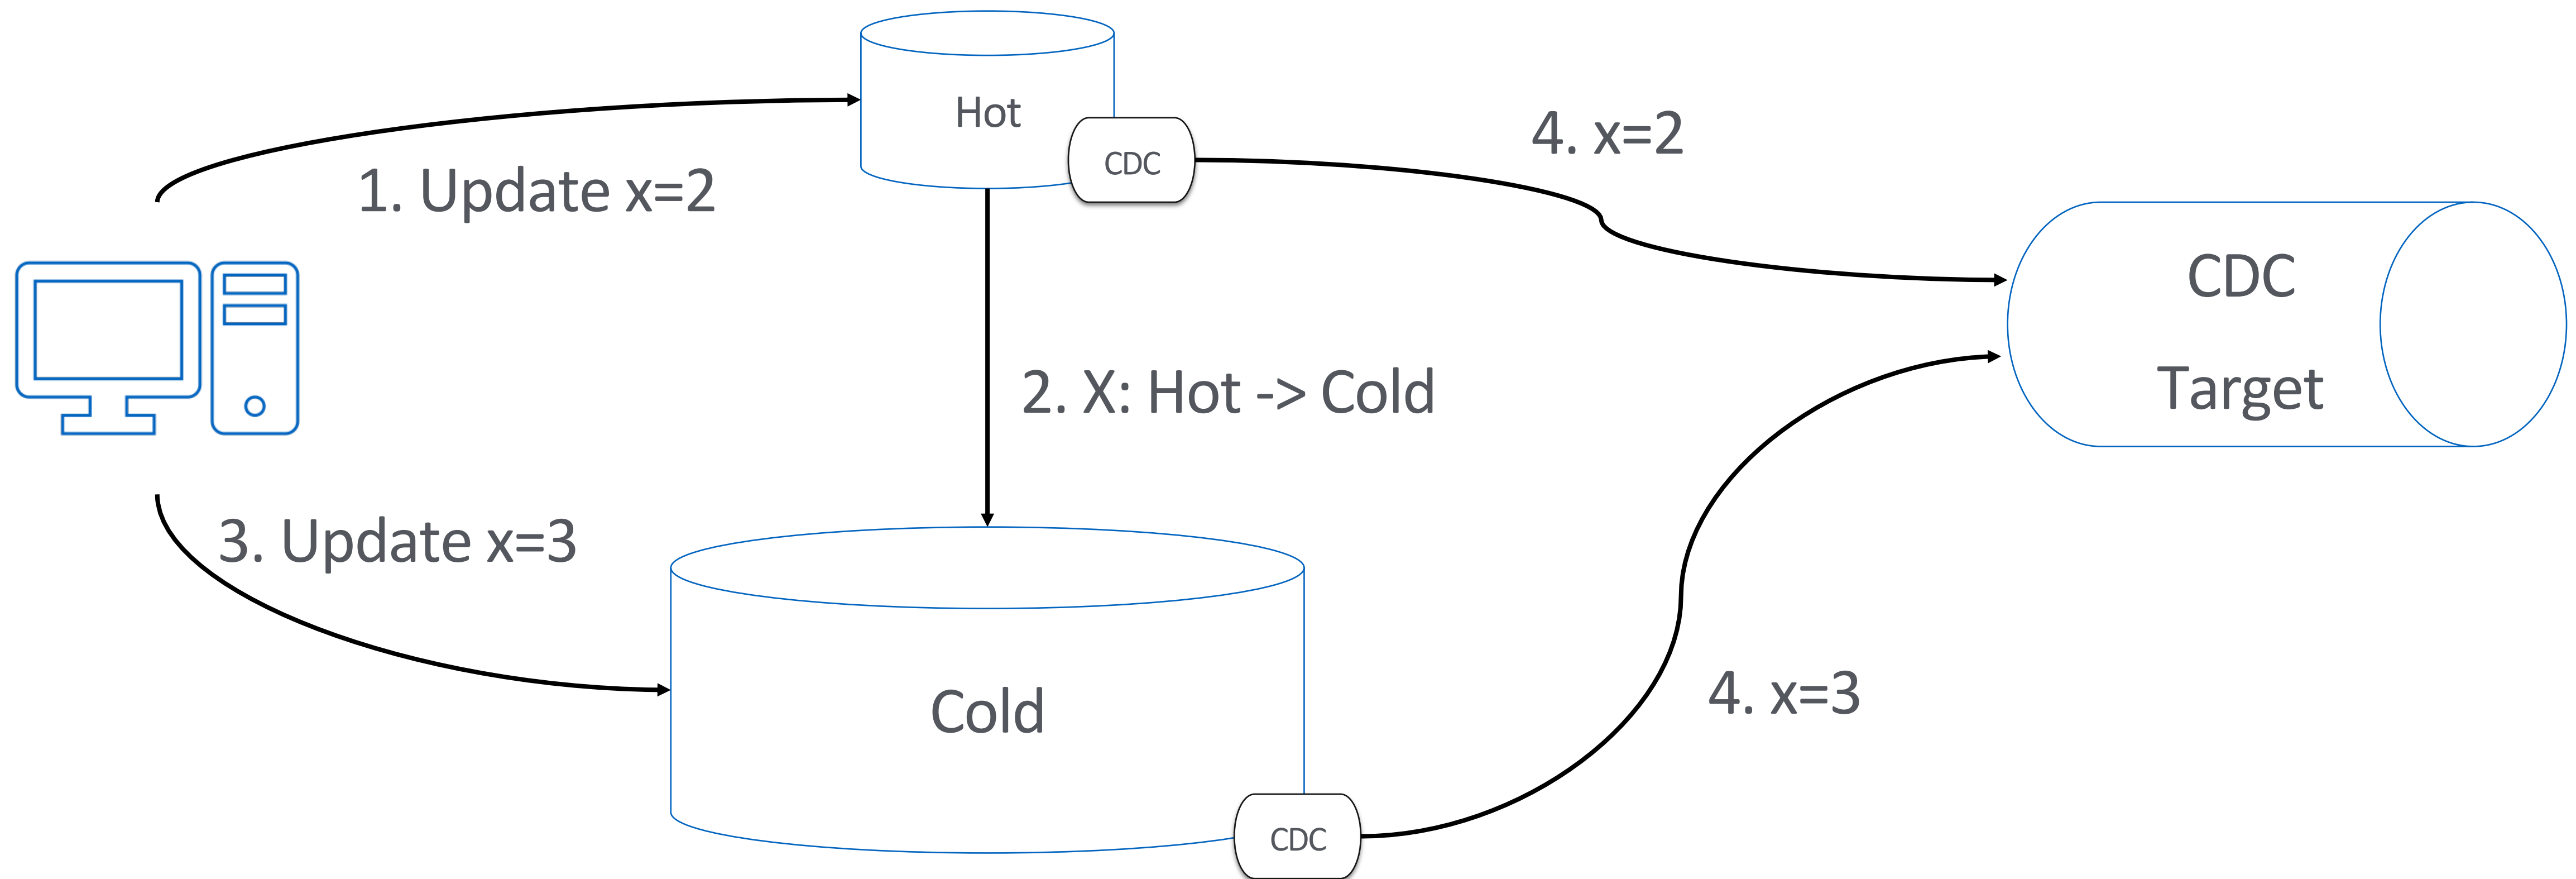 Hot
CDC
4. x=2
1. Update x=2
CDC
Target
2. X: Hot -> Cold
3. Update x=3
Cold
4. x=3
CDC